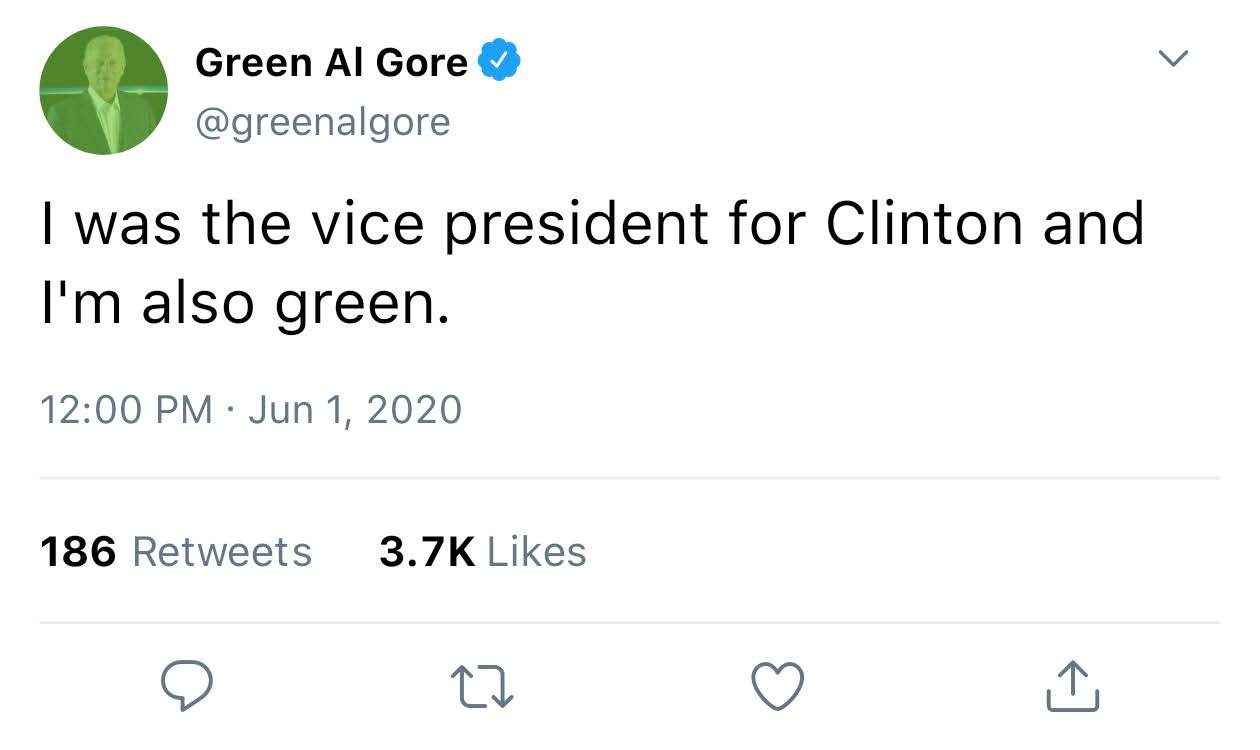 Green Al Gore
@greenalgore
I was the vice president for Clinton and
I'm also green.
12:00 PM · Jun 1, 2020
186 Retweets 3.7K Likes